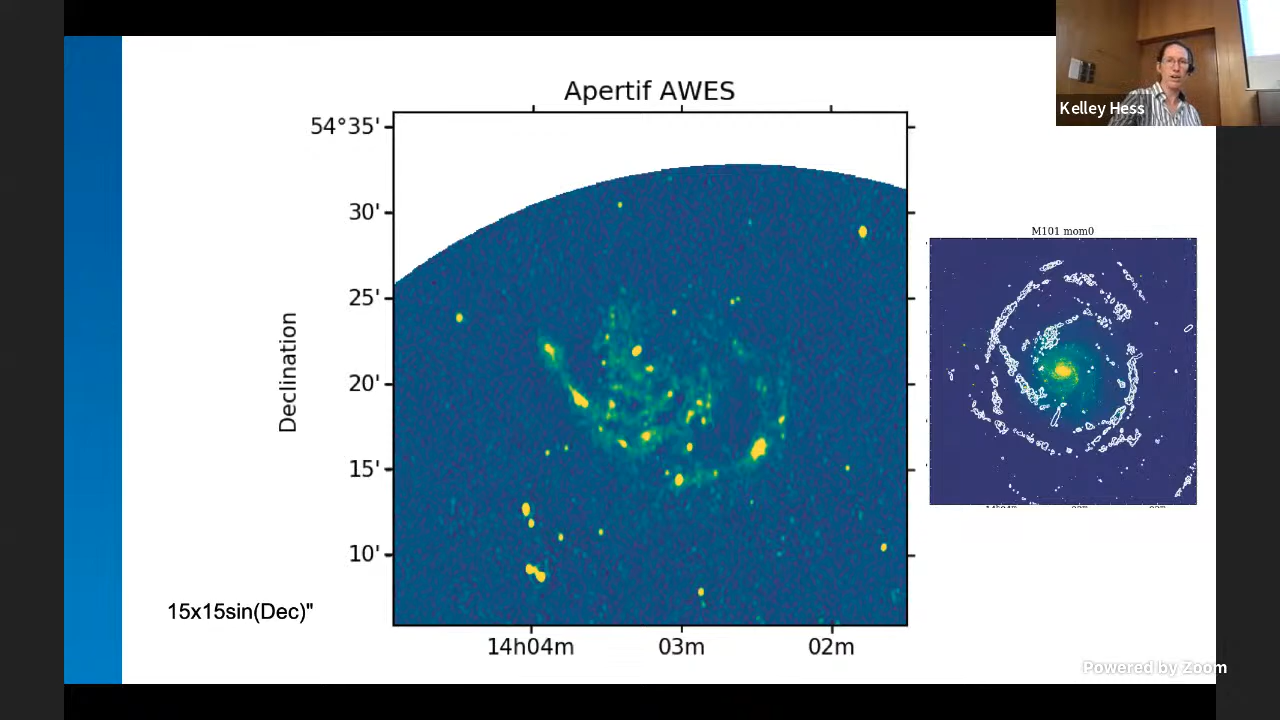 Apertif AWES
54°35'
30'
25'
20'
15'
10'
Declination
14h04m
03m
02m
15x15sin(Dec)"
M101 mom0
Kelley Hess
Powered by Zoom